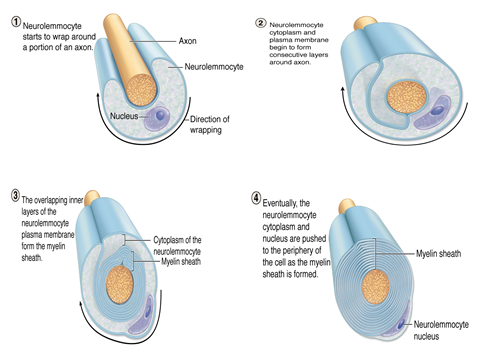 1 Neurolemmocyte
starts to wrap around
a portion of an axon.
Axon
Neurolemmocyte
Nucleus
Direction of
wrapping
2 Neurolemmocyte
cytoplasm and
plasma membrane
begin to form
consecutive layers
around axon.
3 The overlapping inner
layers of the
neurolemmocyte
plasma membrane
form the myelin
sheath.
Cytoplasm of the
neurolemmocyte
Myelin sheath
4 Eventually, the
neurolemmocyte
cytoplasm and
nucleus are pushed
to the periphery of
the cell as the myelin
sheath is formed.
Myelin sheath
Neurolemmocyte
nucleus